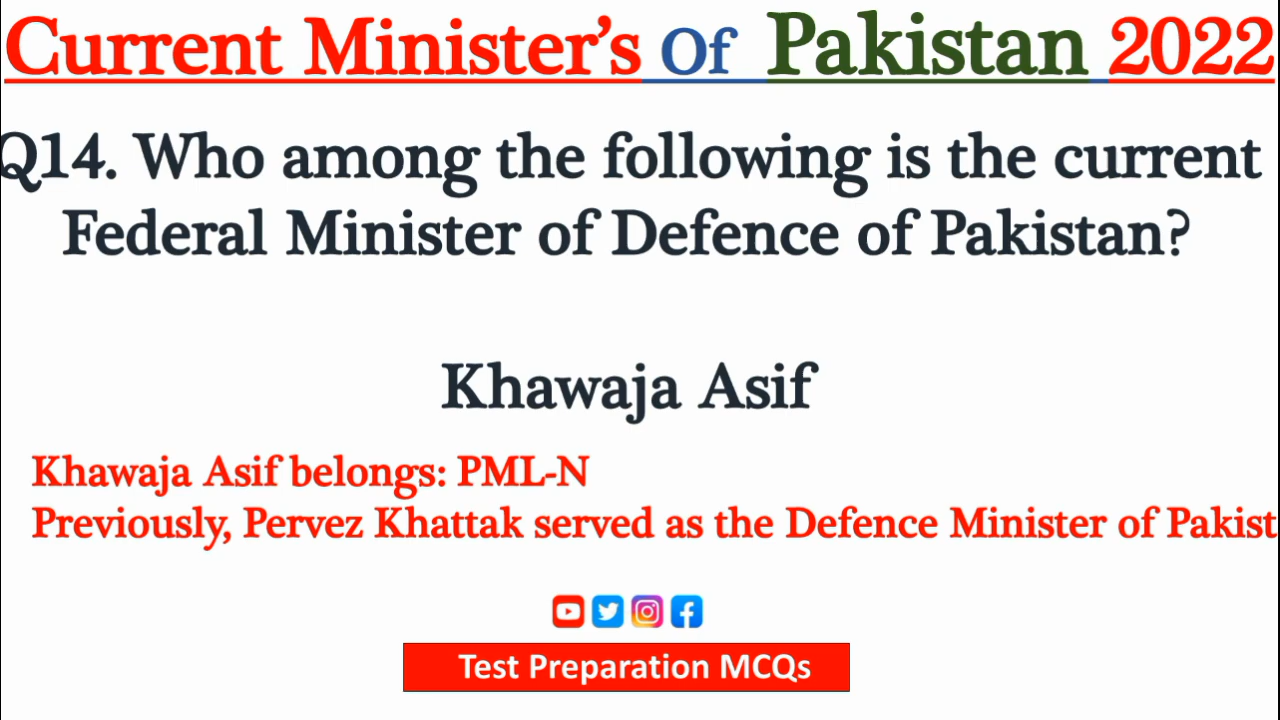 Current Minister's Of Pakistan 2022
Q14. Who among the following is the current
Federal Minister of Defence of Pakistan?
Khawaja Asif
Khawaja Asif belongs: PML-N
Previously, Pervez Khattak served as the Defence Minister of Pakist
Test Preparation MCQs